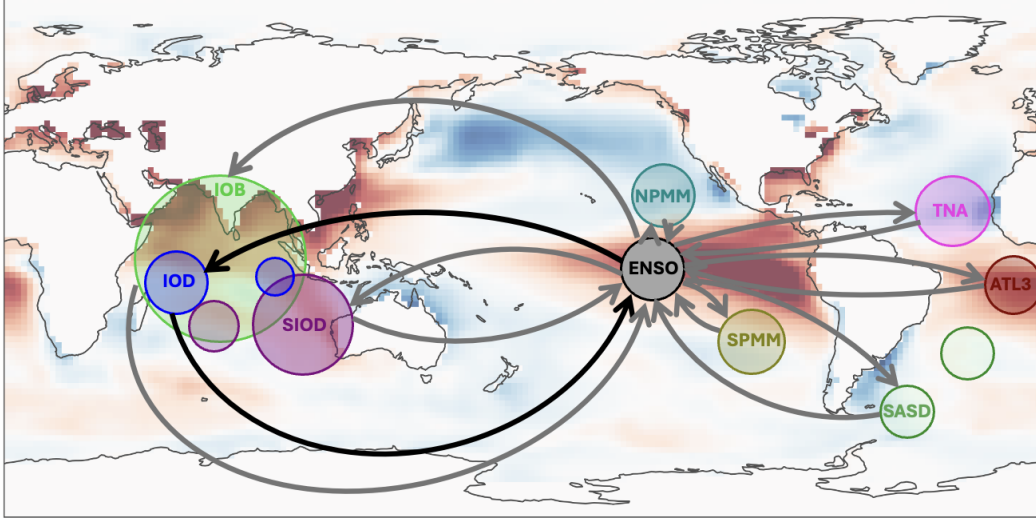 IOB
NPMM
TNA
ENSO
IOD
ATL3
SIOD
SPMM
SASD